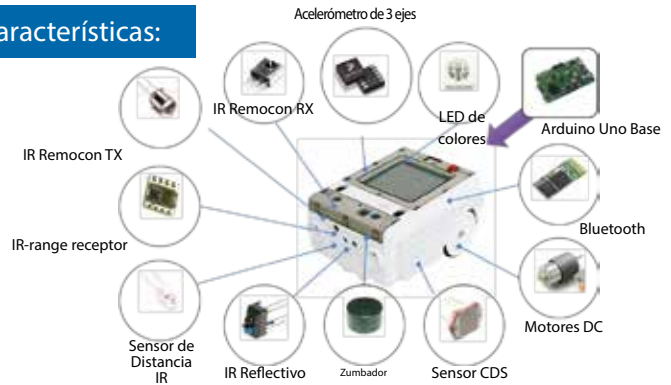 aracterísticas:
Acelerómetro de 3 ejes
IR Remocon RX
LED de
colores
Arduino Uno Base
IR Remocon TX
Bluetooth
IR-range receptor
Motores DC
Sensor de
Distancia
IR
IR Reflectivo
Zumbador
Sensor CDS